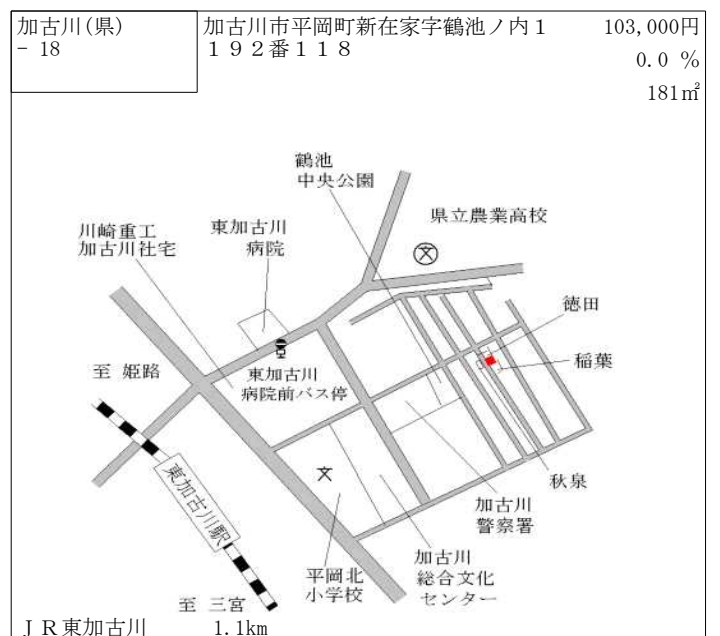 加古川(県)
- 18
加古川市平岡町新在家字鶴池ノ内１
１９２番１１８
103,000円
0.0 %
181㎡
鶴池
中央公園
県立農業高校
川崎重工
加古川社宅
東加古川
病院
文
徳田
稲葉
至 姫路
東加古川
病院前バス停
東加古川駅
文
秋泉
加古川
警察署
加古川
総合文化
センター
平岡北
小学校
至 三宮
ＪＲ東加古川 1.1km